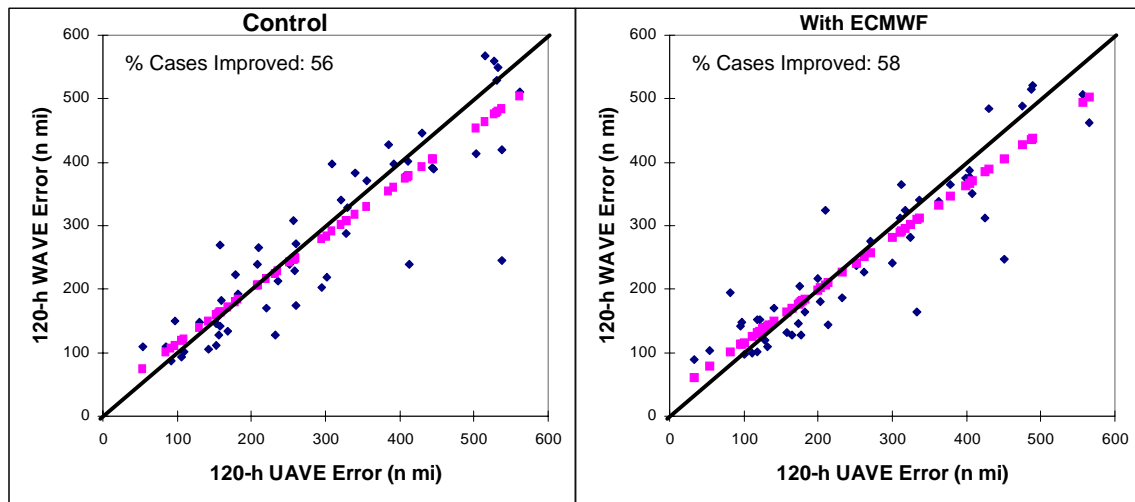 Control
% Cases Improved: 56
120-h WAVE Error (n mi)
600
500
400
300
200
100
0
0 100 200 300 400 500 600
120-h UAVE Error (n mi)
With ECMWF
% Cases Improved: 58
120-h WAVE Error (n mi)
600
500
400
300
200
100
0
0 100 200 300 400 500 600
120-h UAVE Error (n mi)